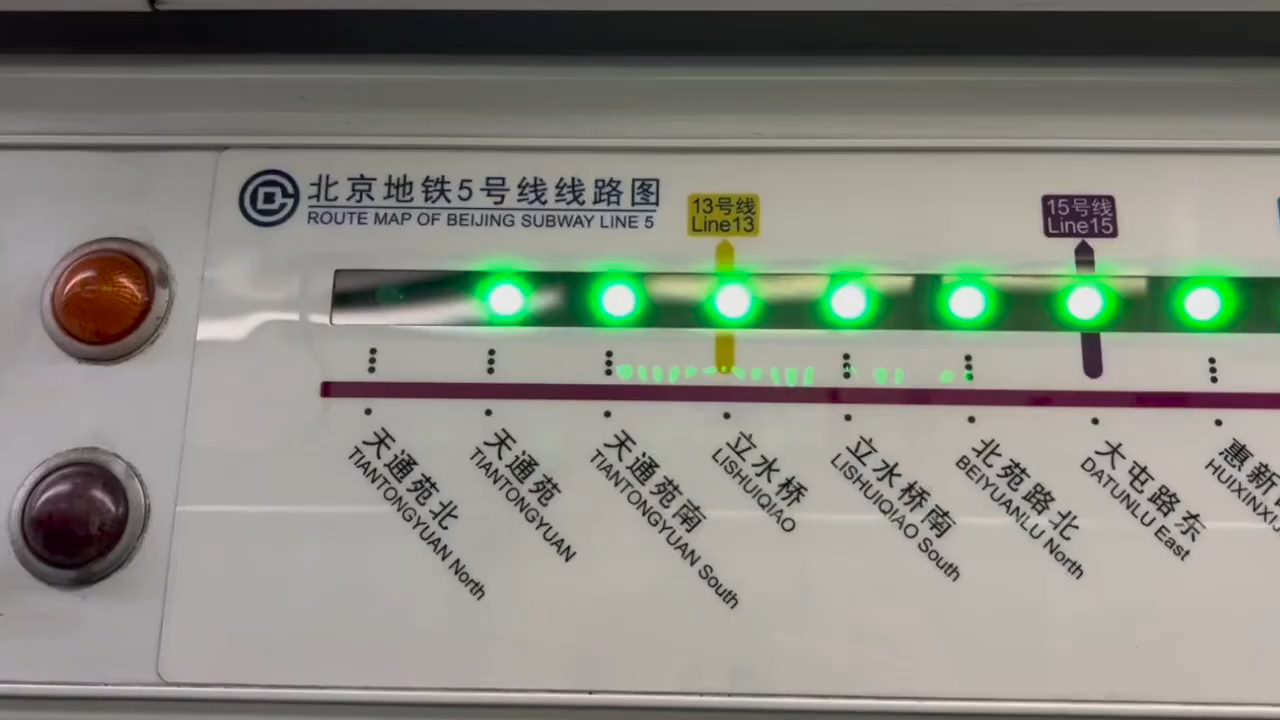 北京地铁5号线线路图
ROUTE MAP OF BEIJING SUBWAY LINE 5
13号线
Line13
15号线
Line15
天通苑北
TIANTONGYUAN North
天通苑
TIANTONGYUAN
天通苑南
TIANTONGYUAN South
立水桥
LISHUIQIAO
立水桥南
LISHUIQIAO South
北苑路北
BEIYUANLU North
大屯路东
DATUNLU East
惠新